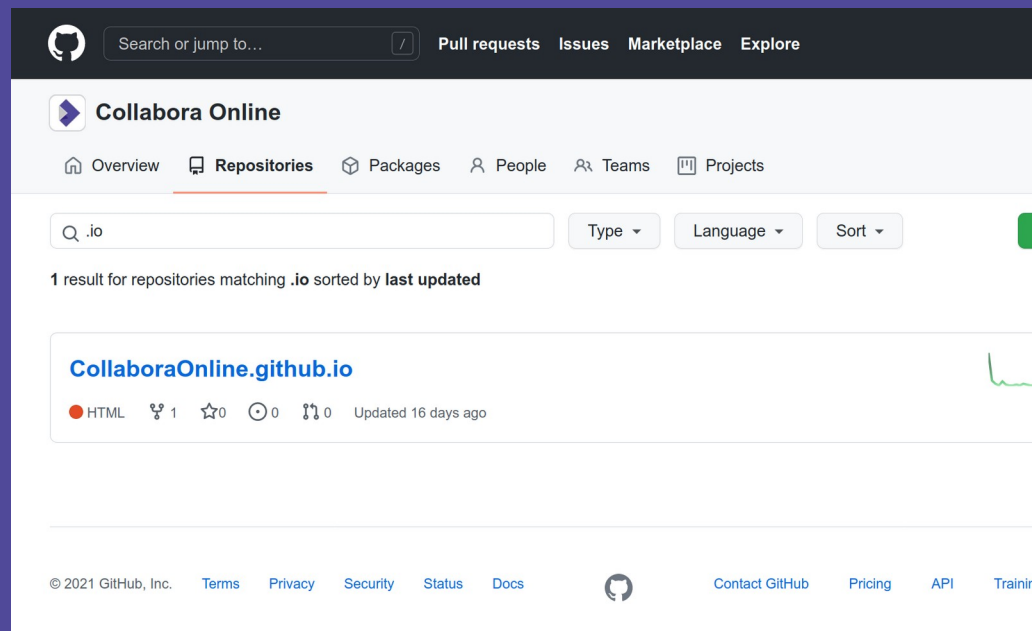 Search or jump to… / Pull requests Issues Marketplace Explore
Collabora Online
Overview Repositories Packages People Teams Projects
.io Type Language Sort
1 result for repositories matching .io sorted by last updated
CollaboraOnline.github.io
HTML 1 0 0 0 Updated 16 days ago
© 2021 GitHub, Inc. Terms Privacy Security Status Docs Contact GitHub Pricing API